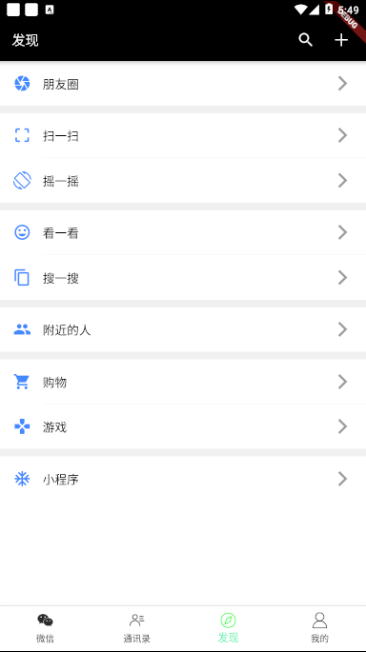 A
5:49
DEBUG
发现
朋友圈
扫一扫
摇一摇
看一看
搜一搜
附近的人
购物
游戏
小程序
微信
通讯录
发现
我的